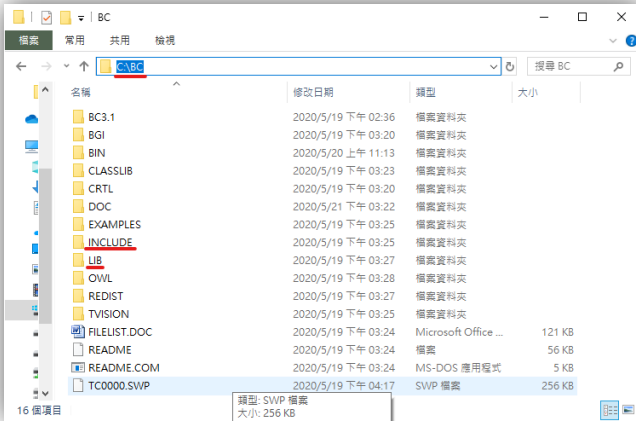 BC
檔案 常用 共用 檢視
C:\BC 搜尋 BC
名稱 修改日期 類型 大小
BC3.1 2020/5/19 下午 02:36 檔案資料夾
BGI 2020/5/19 下午 03:20 檔案資料夾
BIN 2020/5/20 上午 11:13 檔案資料夾
CLASSLIB 2020/5/19 下午 03:23 檔案資料夾
CRTL 2020/5/19 下午 03:20 檔案資料夾
DOC 2020/5/21 下午 03:22 檔案資料夾
EXAMPLES 2020/5/19 下午 03:25 檔案資料夾
INCLUDE 2020/5/19 下午 03:25 檔案資料夾
LIB 2020/5/19 下午 03:27 檔案資料夾
OWL 2020/5/19 下午 03:28 檔案資料夾
REDIST 2020/5/19 下午 03:27 檔案資料夾
TVISION 2020/5/19 下午 03:25 檔案資料夾
FILELIST.DOC 2020/5/19 下午 03:24 Microsoft Office ... 121 KB
README 2020/5/19 下午 03:24 檔案 56 KB
README.COM 2020/5/19 下午 03:24 MS-DOS 應用程式 5 KB
TC0000.SWP 2020/5/19 下午 04:17 SWP 檔案 256 KB
類型: SWP 檔案
大小: 256 KB
16 個項目